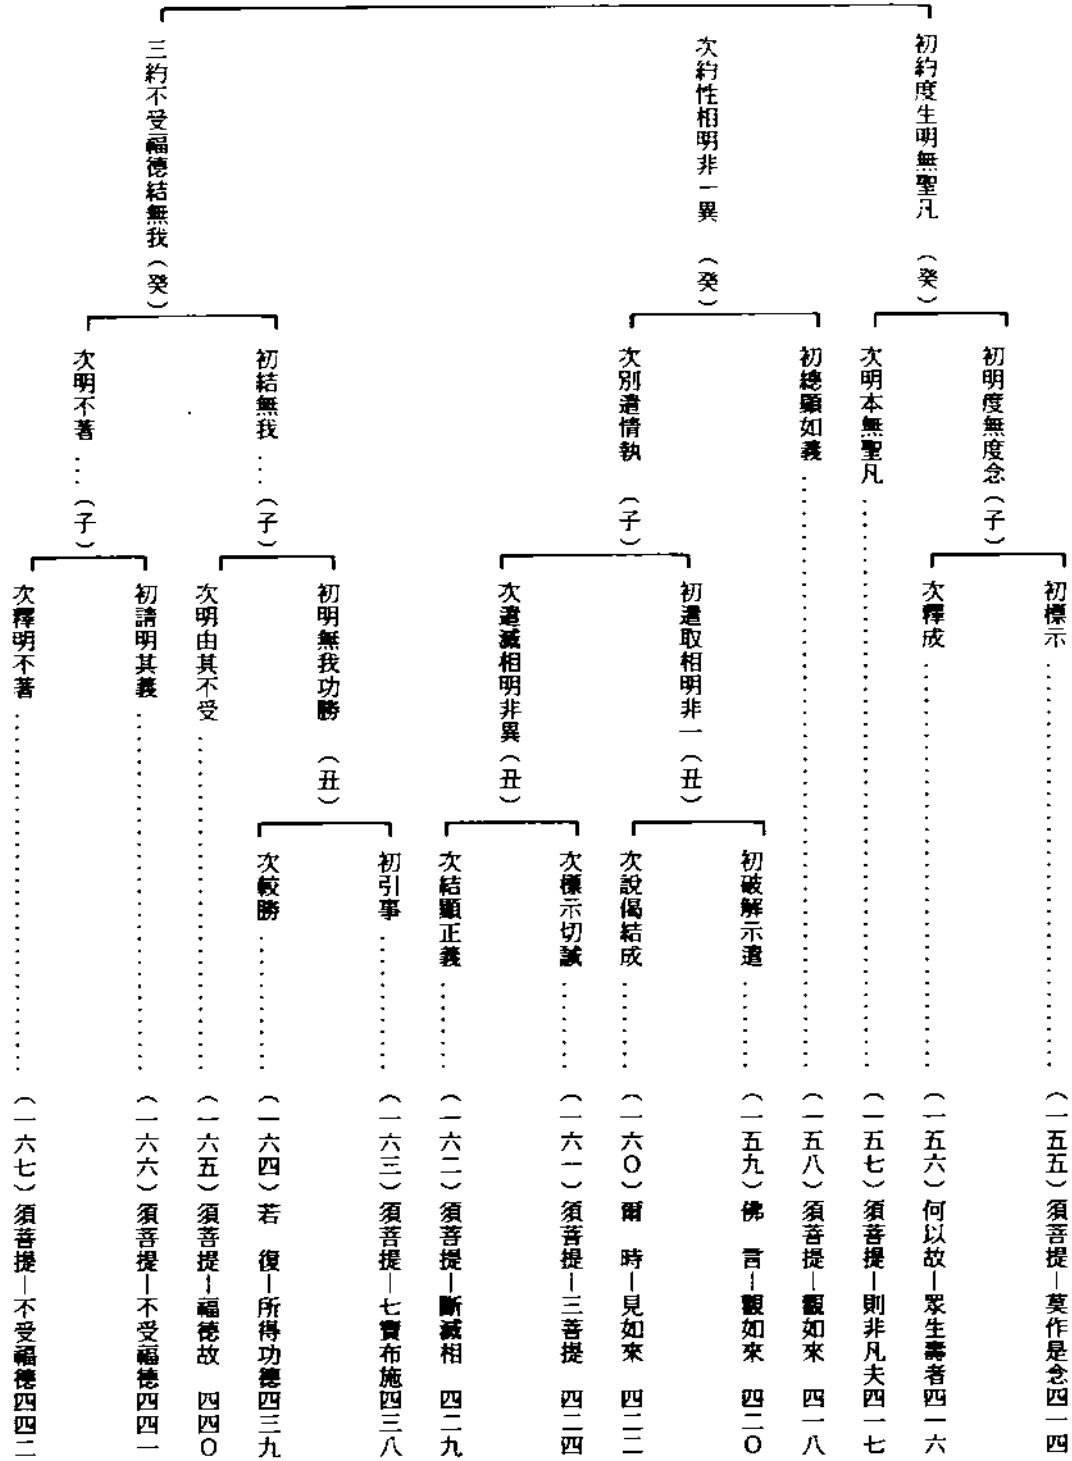 初約度生明無聖凡 (癸)
初明度無度念(子)
初標示 (一五五)須菩提—莫作是念四一四
次釋成 (一五六)何以故—眾生壽者四一六
次明本無聖凡 (一五七)須菩提—則非凡夫四一七
次約性相明非一異 (癸)
初總顯如義 (一五八)須菩提—觀如來 四一八
次別遣情執 (子)
初遣取相明非一(丑)
初破解示遣 (一五九)佛 言—觀如來 四二0
次說偈結成 (一六0)爾 時—見如來 四二二
次遣滅相明非異(丑)
次標示切誡 (一六一)須菩提—三菩提 四二四
次結顯正義 (一六二)須菩提—斷滅相 四二九
三約不受福德結無我(癸)
初結無我 …(子)
初明無我功勝 (丑)
初引事 (一六三)須菩提—七寶布施四三八
次較勝 (一六四)若 復—所得功德四三九
次明由其不受 (一六五)須菩提—福德故 四四0
次明不著 …(子)
初請明其義 (一六六)須菩提—不受福德四四一
次釋明不著 (一六七)須菩提—不受福德四四二